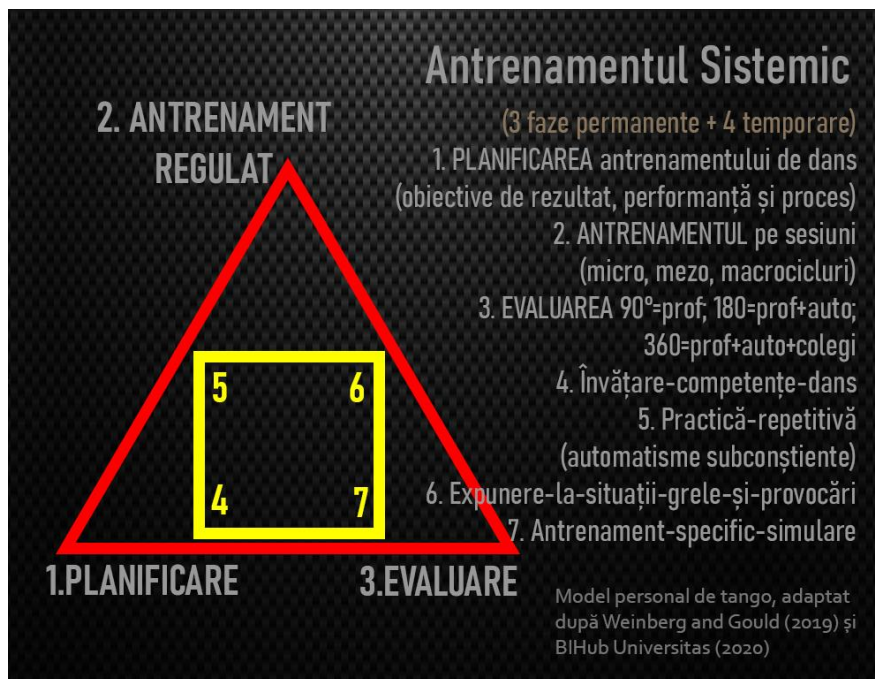 Antrenamentul Sistemic
(3 faze permanente + 4 temporare)
1. PLANIFICAREA antrenamentului de dans
(obiective de rezultat, performanță și proces)
2. ANTRENAMENTUL pe sesiuni
(micro, mezo, macrocicluri)
3. EVALUAREA 90°=prof; 180=prof+auto;
360=prof+auto+colegi
4. Învățare-competențe-dans
5. Practică-repetitivă
(automatisme subconștiente)
6. Expunere-la-situații-grele-și-provocări
7. Antrenament-specific-simulare
2. ANTRENAMENT
REGULAT
5
6
4
7
1.PLANIFICARE
3.EVALUARE
Model personal de tango, adaptat
după Weinberg and Gould (2019) și
BIHub Universitas (2020)